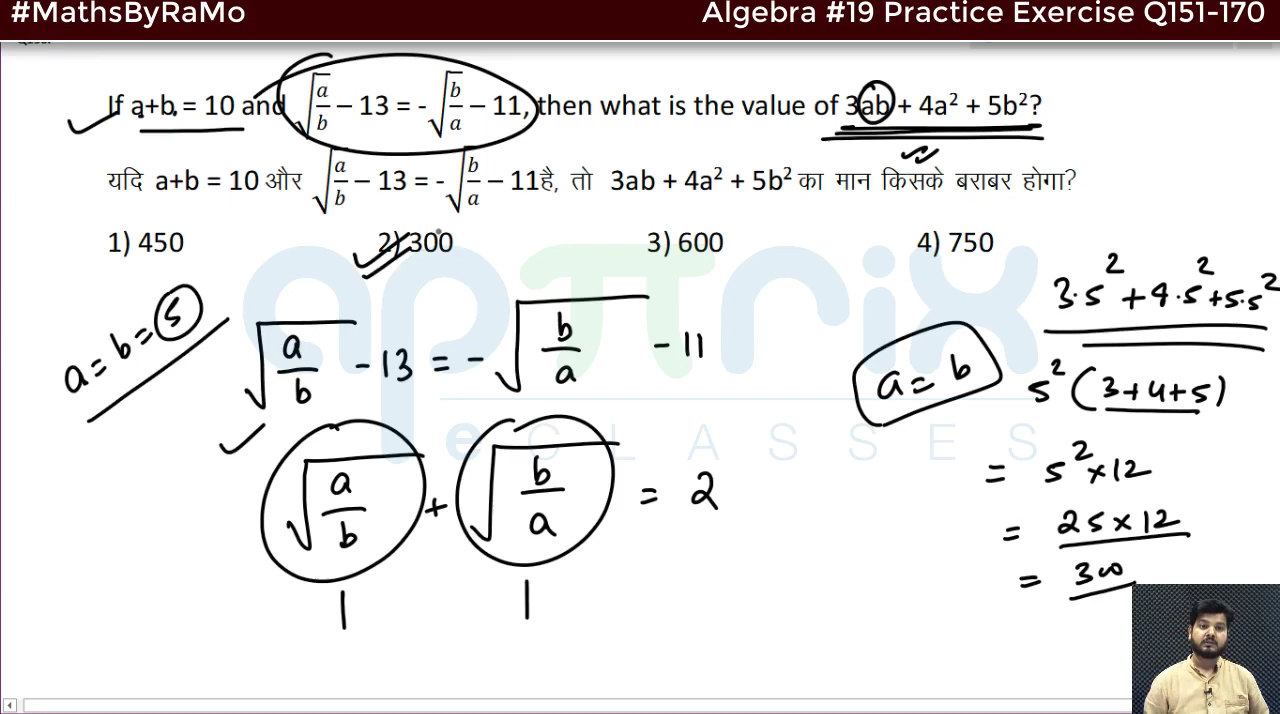 #MathsByRaMo
Algebra #19 Practice Exercise Q151-170
If a+b = 10 and √(a/b) – 13 = - √(b/a) – 11, then what is the value of 3ab + 4a² + 5b²?
यदि a+b = 10 और √(a/b) – 13 = - √(b/a) – 11है, तो 3ab + 4a² + 5b² का मान किसके बराबर होगा?
1) 450 2) 300 3) 600 4) 750
apπtrix
e CLASSES
a = b = 5
√(a/b) - 13 = - √(b/a) - 11
√(a/b) + √(b/a) = 2
1 1
a = b
3·5² + 4·5² + 5·5²
5² (3+4+5)
= 5² × 12
= 25 × 12
= 300